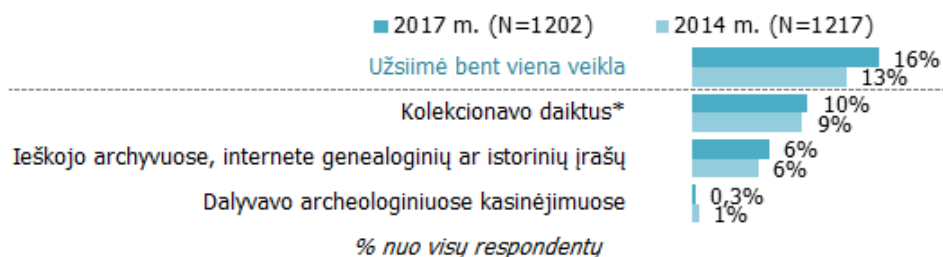 2017 m. (N=1202) 2014 m. (N=1217)
Užsiimė bent viena veikla 16%
13%
Kolekcionavo daiktus* 10%
9%
Ieškojo archyvuose, internete genealoginių ar istorinių įrašų 6%
6%
Dalyvavo archeologiniuose kasinėjimuose 0,3%
1%
% nuo visų respondentų